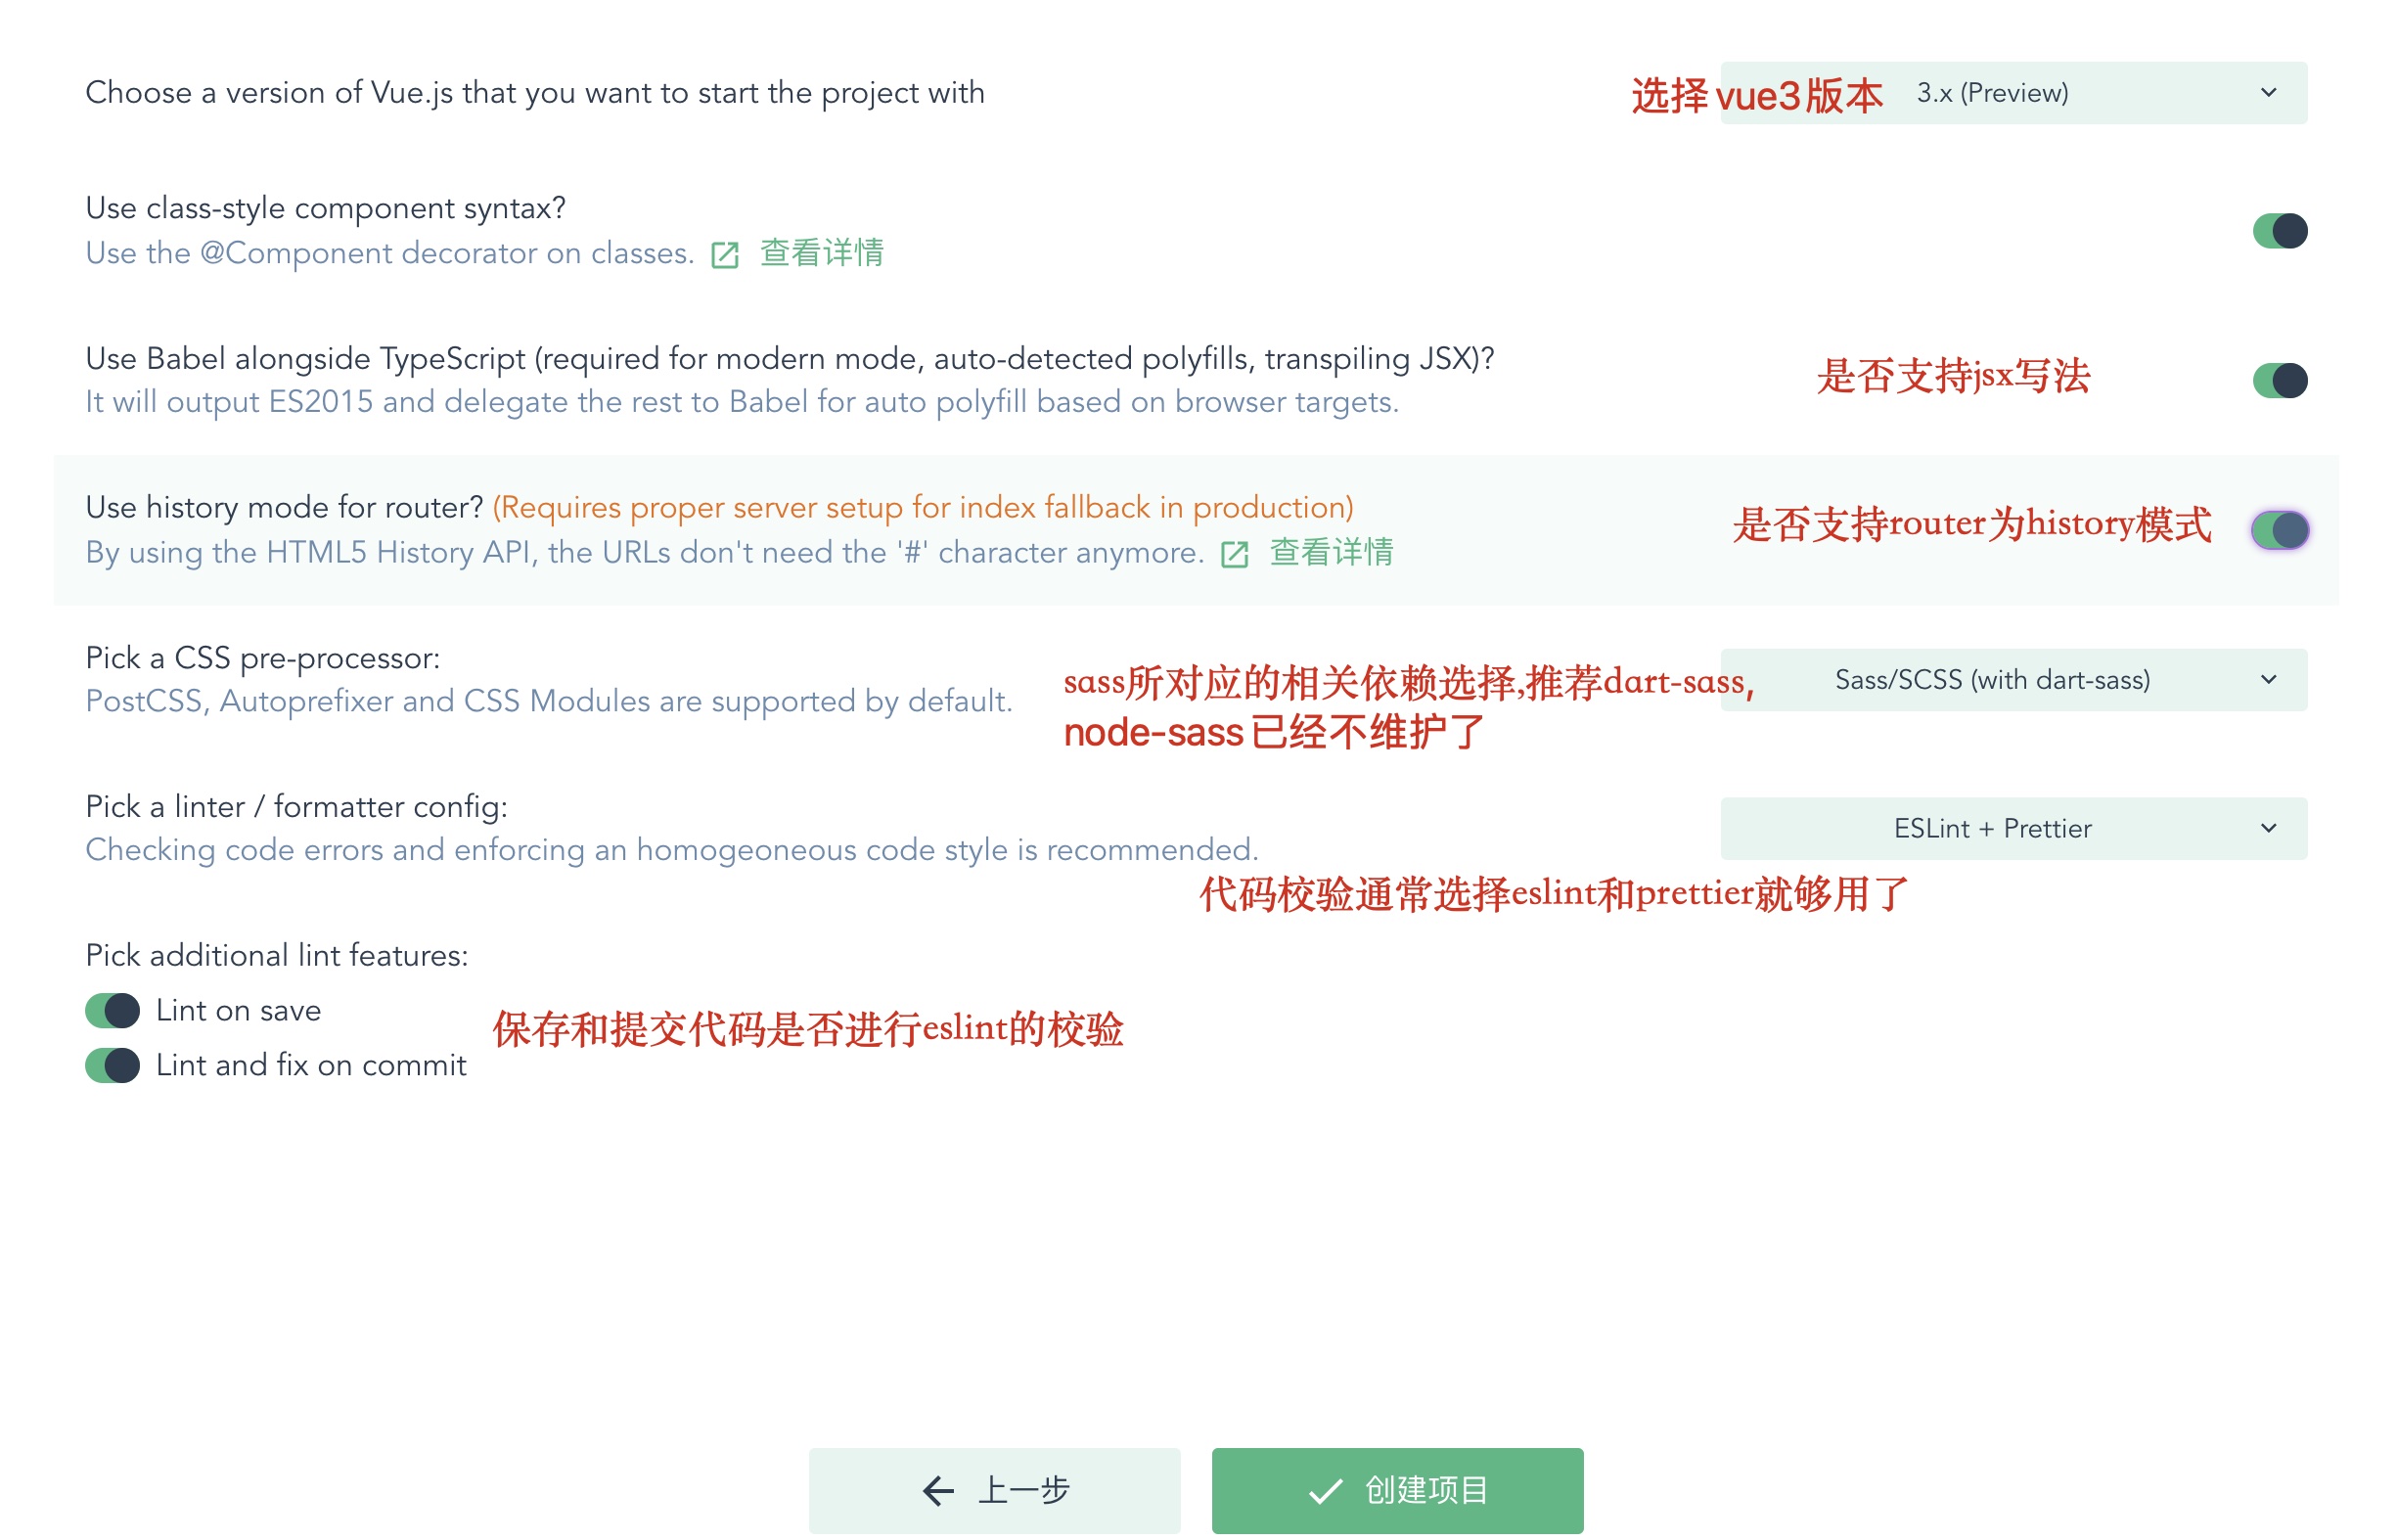 Choose a version of Vue.js that you want to start the project with
选择vue3版本 3.x (Preview)
Use class-style component syntax?
Use the @Component decorator on classes. 查看详情
Use Babel alongside TypeScript (required for modern mode, auto-detected polyfills, transpiling JSX)?
是否支持jsx写法
It will output ES2015 and delegate the rest to Babel for auto polyfill based on browser targets.
Use history mode for router? (Requires proper server setup for index fallback in production)
是否支持router为history模式
By using the HTML5 History API, the URLs don't need the '#' character anymore. 查看详情
Pick a CSS pre-processor:
PostCSS, Autoprefixer and CSS Modules are supported by default.
sass所对应的相关依赖选择,推荐dart-sass,
node-sass已经不维护了
Sass/SCSS (with dart-sass)
Pick a linter / formatter config:
Checking code errors and enforcing an homogeoneous code style is recommended.
ESLint + Prettier
代码校验通常选择eslint和prettier就够用了
Pick additional lint features:
Lint on save
保存和提交代码是否进行eslint的校验
Lint and fix on commit
上一步
创建项目